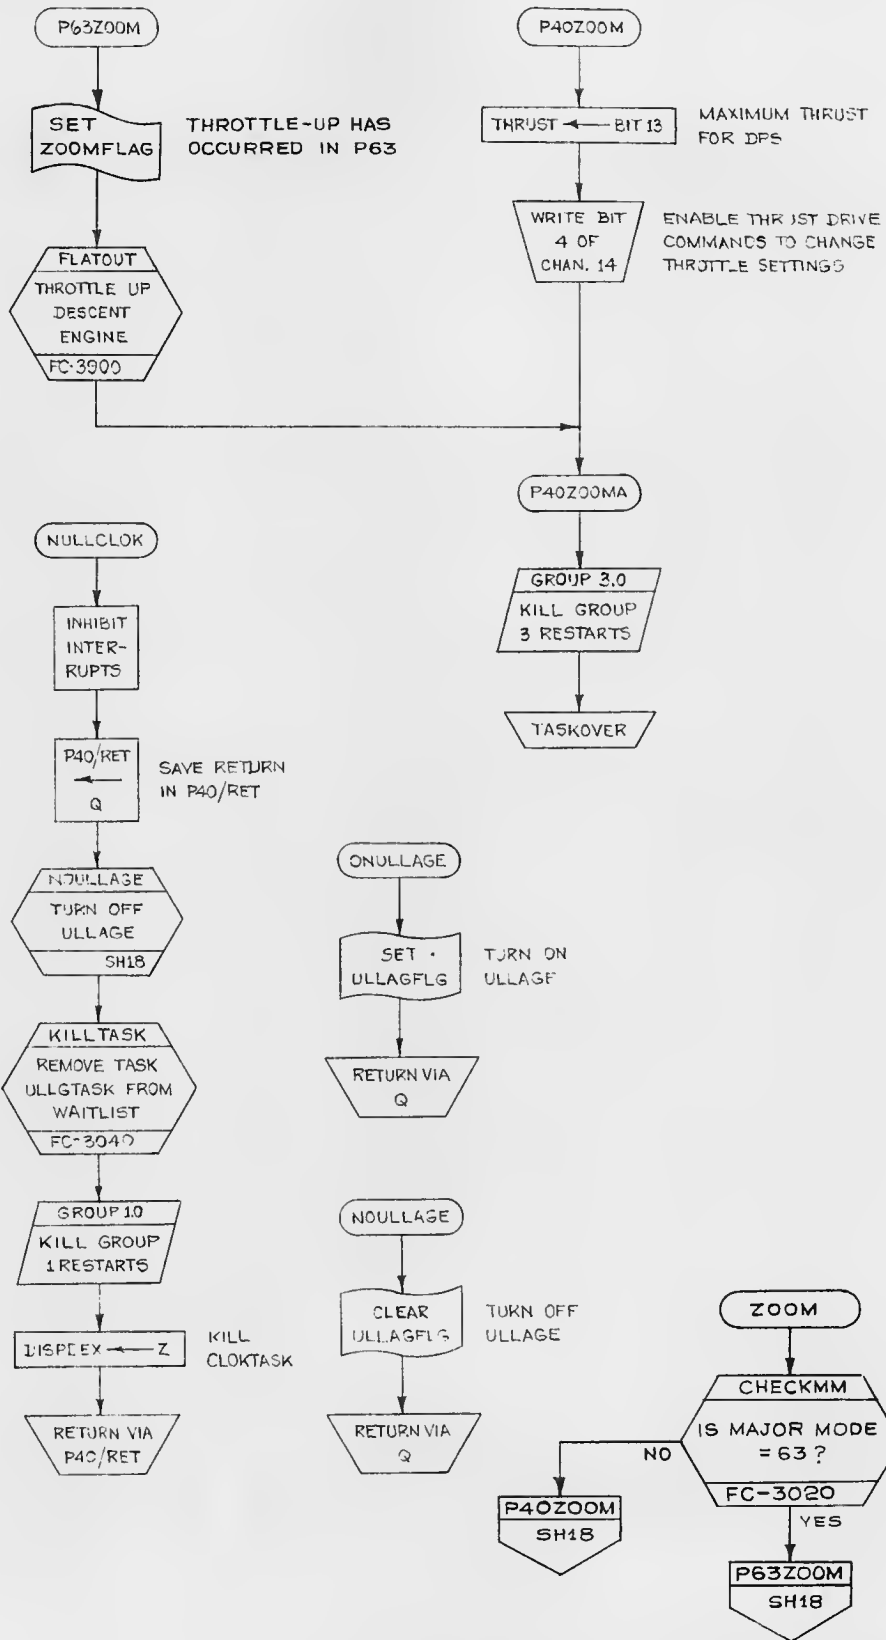 P63ZOOM
SET
ZOOMFLAG
THROTTLE-UP HAS
OCCURRED IN P63
FLATOUT
THROTTLE UP
DESCENT
ENGINE
FC-3900
P40ZOOM
THRUST ← BIT 13
MAXIMUM THRUST
FOR DPS
WRITE BIT
4 OF
CHAN. 14
ENABLE THRUST DRIVE
COMMANDS TO CHANGE
THROTTLE SETTINGS
P40ZOOMA
GROUP 3.0
KILL GROUP
3 RESTARTS
TASKOVER
NULLCLOK
INHIBIT
INTER-
RUPTS
P40/RET
←
Q
SAVE RETURN
IN P40/RET
NOULLAGE
TURN OFF
ULLAGE
SH18
KILLTASK
REMOVE TASK
ULLGTASK FROM
WAITLIST
FC-3040
GROUP 1.0
KILL GROUP
1 RESTARTS
DISPDEX ← Z
KILL
CLOKTASK
RETURN VIA
P40/RET
ONULLAGE
SET
ULLAGFLG
TURN ON
ULLAGE
RETURN VIA
Q
NOULLAGE
CLEAR
ULLAGFLG
TURN OFF
ULLAGE
RETURN VIA
Q
ZOOM
CHECKMM
IS MAJOR MODE
= 63?
FC-3020
NO
YES
P40ZOOM
SH18
P63ZOOM
SH18